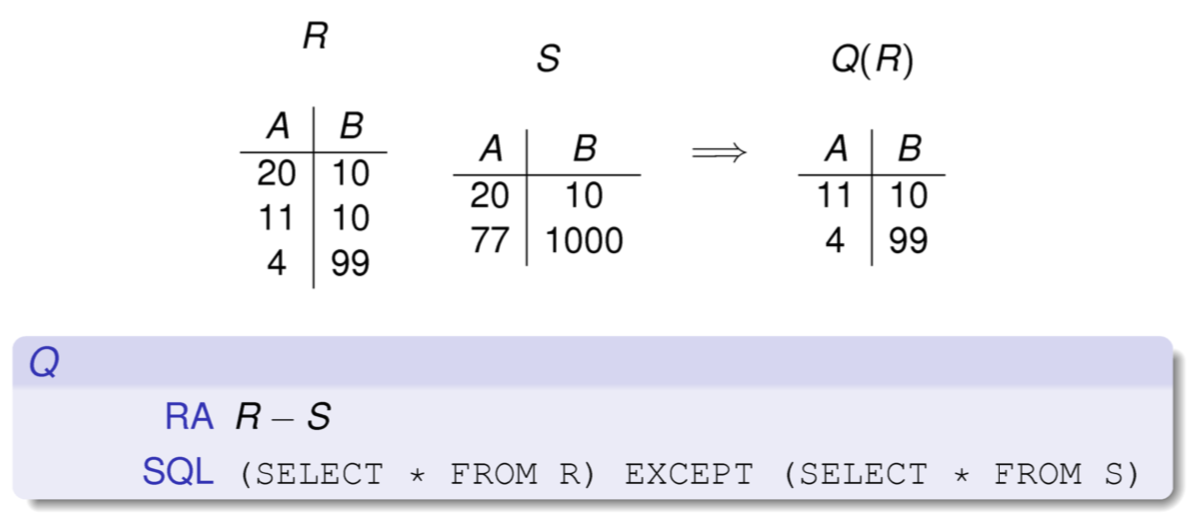 R
S
Q(R)
A B
20 10
11 10
4 99
A B
20 10
77 1000
⟹
A B
11 10
4 99
Q
RA R – S
SQL (SELECT * FROM R) EXCEPT (SELECT * FROM S)